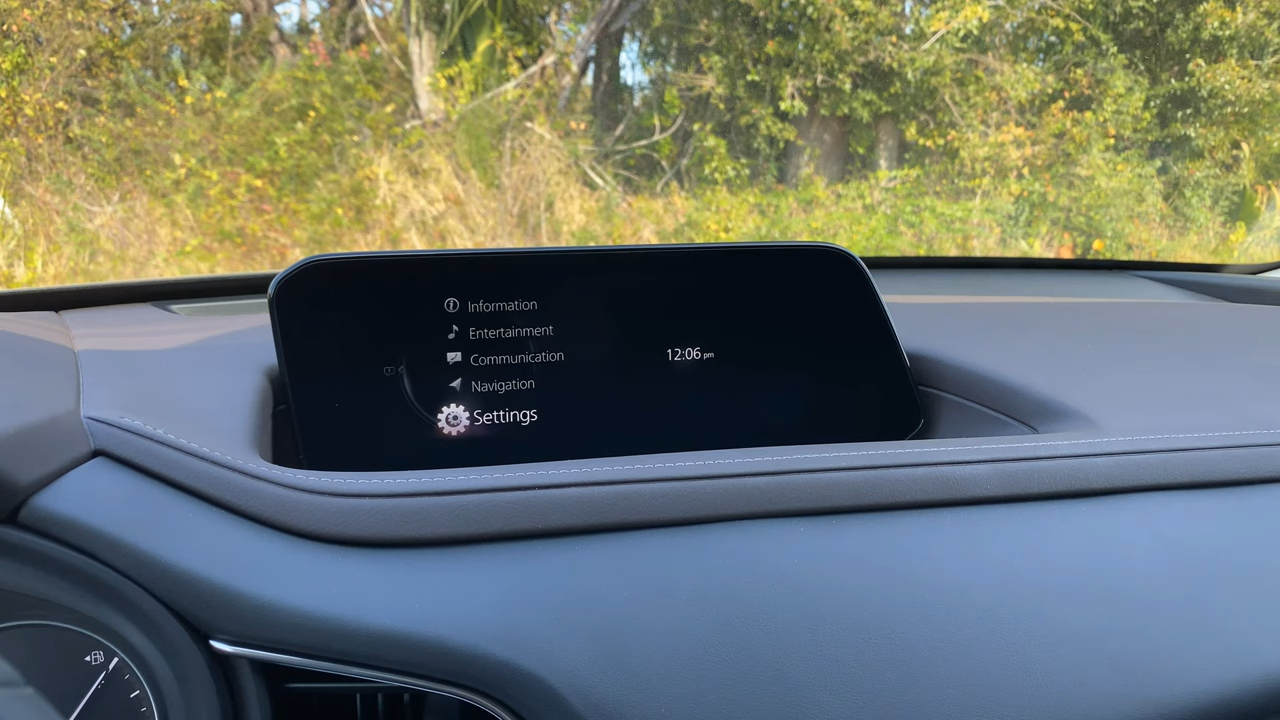 Information
Entertainment
Communication
Navigation
Settings
12:06 pm